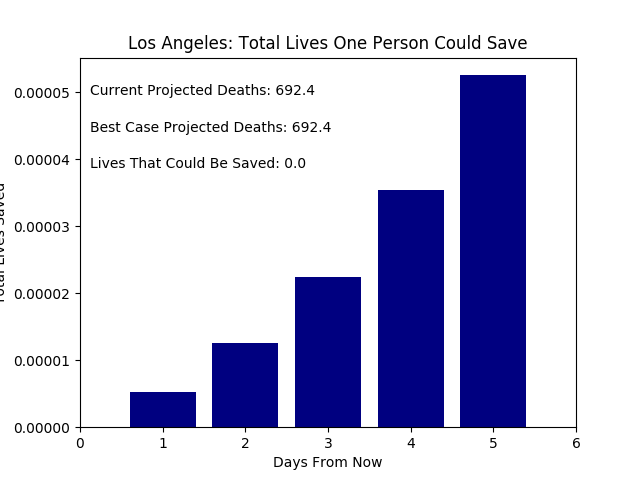 Los Angeles: Total Lives One Person Could Save
Current Projected Deaths: 692.4
Best Case Projected Deaths: 692.4
Lives That Could Be Saved: 0.0
Total Lives Saved
0.00005
0.00004
0.00003
0.00002
0.00001
0.00000
0 1 2 3 4 5 6
Days From Now